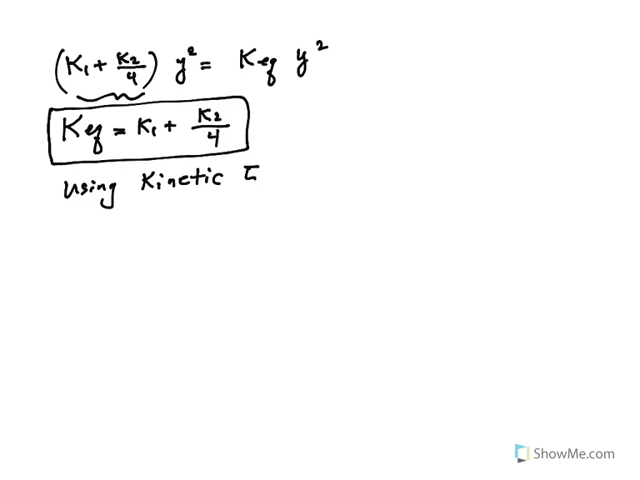 (K₁ + K₂/4) y² = Keq y²
Keq = K₁ + K₂/4
using Kinetic
ShowMe.com